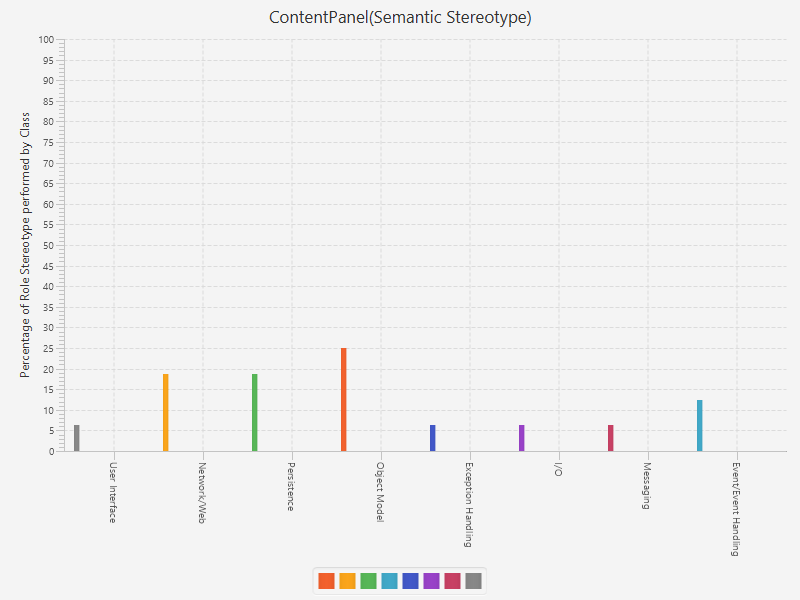 ContentPanel(Semantic Stereotype)
Percentage of Role Stereotype performed by Class
100
95
90
85
80
75
70
65
60
55
50
45
40
35
30
25
20
15
10
5
0
User Interface
Network/Web
Persistence
Object Model
Exception Handling
I/O
Messaging
Event/Event Handling